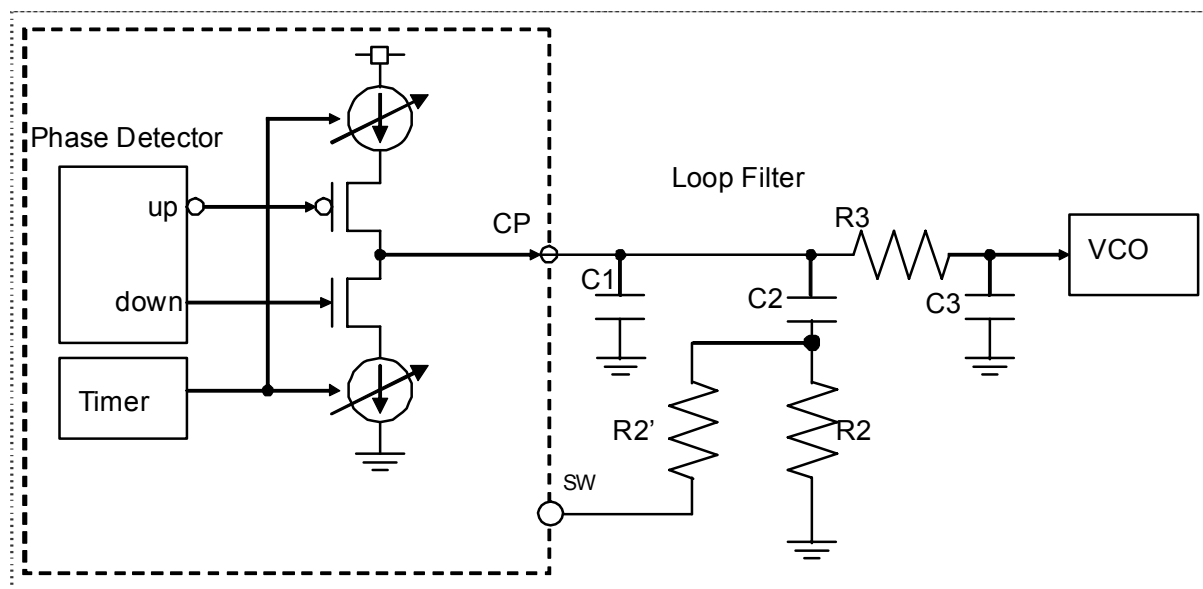 Phase Detector
up
down
Timer
CP
SW
Loop Filter
C1
C2
R2'
R2
R3
C3
VCO